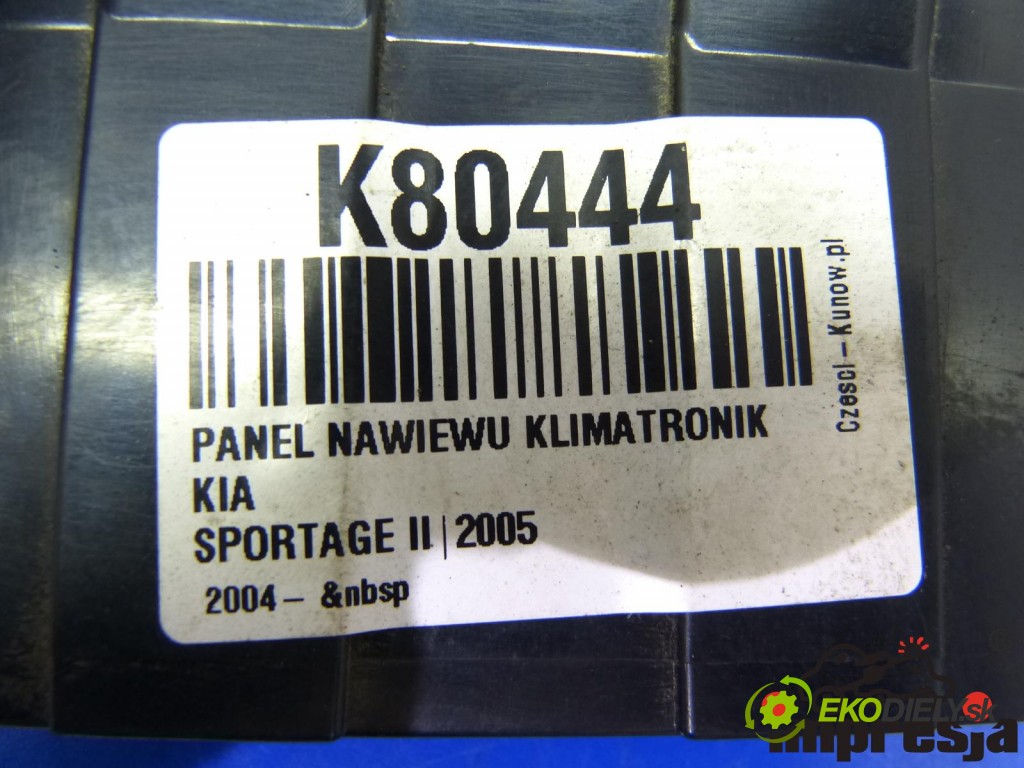 K80444
PANEL NAWIEWU KLIMATRONIK
KIA
SPORTAGE II | 2005
2004- &nbsp
Czesci-Kunow.pl
EKODIELY.sk
impresja